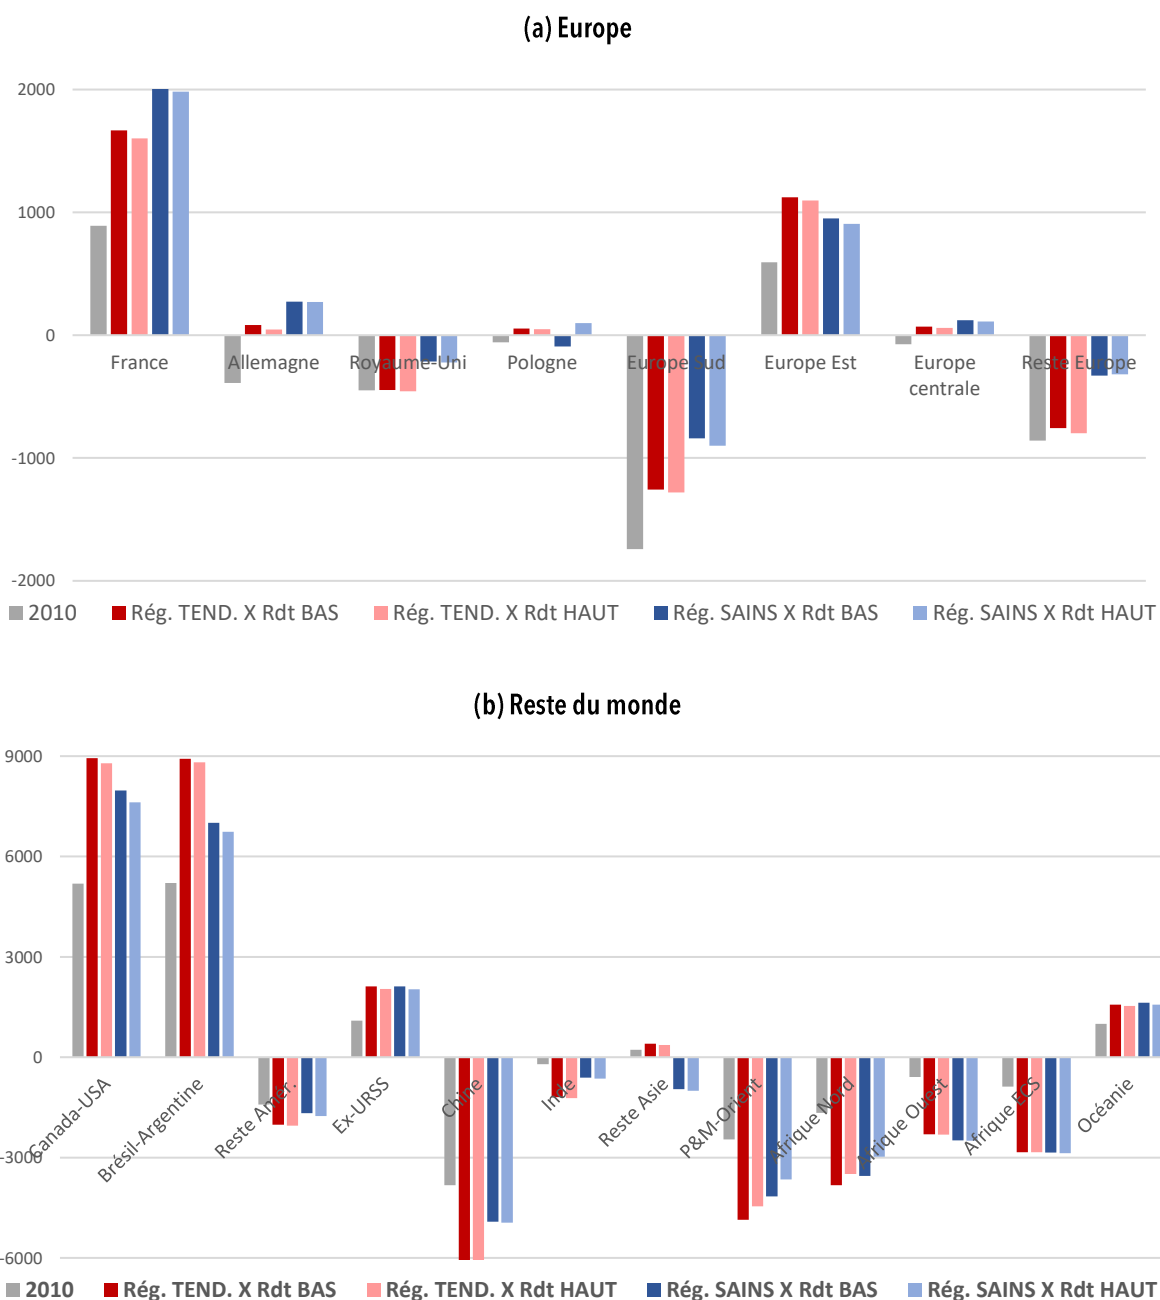 (a) Europe
2000
1000
0
France Allemagne Royaume-Uni Pologne Europe Sud Europe Est Europe centrale Reste Europe
-1000
-2000
2010 Rég. TEND. X Rdt BAS Rég. TEND. X Rdt HAUT Rég. SAINS X Rdt BAS Rég. SAINS X Rdt HAUT
(b) Reste du monde
9000
6000
3000
0
Canada-USA Brésil-Argentine Reste Amér. Ex-URSS Chine Inde Reste Asie P&M-Orient Afrique Nord Afrique Ouest Afrique ECS Océanie
-3000
-6000
2010 Rég. TEND. X Rdt BAS Rég. TEND. X Rdt HAUT Rég. SAINS X Rdt BAS Rég. SAINS X Rdt HAUT